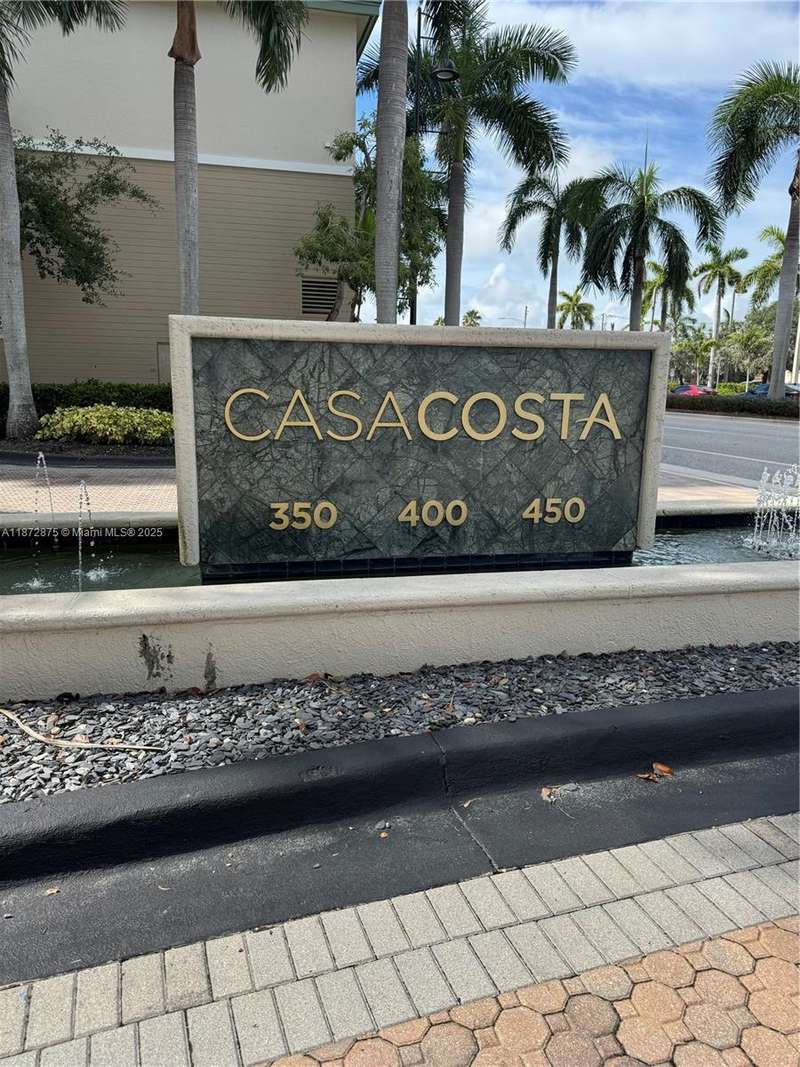 CASACOSTA
350 400 450
A11872875 | © Miami MLS® 2025